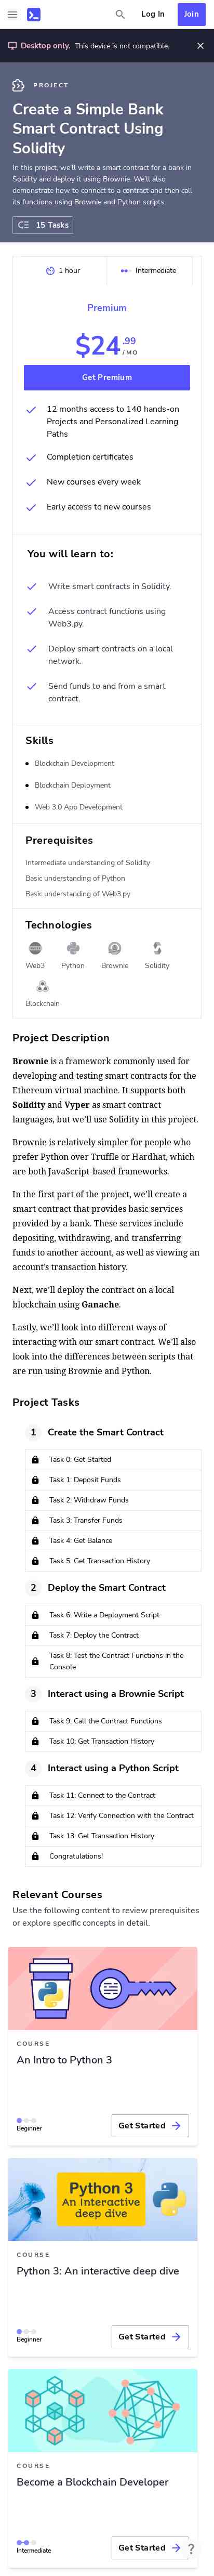 Log In
Join
Desktop only. This device is not compatible.
PROJECT
Create a Simple Bank
Smart Contract Using
Solidity
In this project, we'll write a smart contract for a bank in
Solidity and deploy it using Brownie. We'll also
demonstrate how to connect to a contract and then call
its functions using Brownie and Python scripts.
15 Tasks
1 hour
Intermediate
Premium
$24.99
/MO
Get Premium
12 months access to 140 hands-on
Projects and Personalized Learning
Paths
Completion certificates
New courses every week
Early access to new courses
You will learn to:
Write smart contracts in Solidity.
Access contract functions using
Web3.py.
Deploy smart contracts on a local
network.
Send funds to and from a smart
contract.
Skills
Blockchain Development
Blockchain Deployment
Web 3.0 App Development
Prerequisites
Intermediate understanding of Solidity
Basic understanding of Python
Basic understanding of Web3.py
Technologies
Web3
Python
Brownie
Solidity
Blockchain
Project Description
Brownie is a framework commonly used for
developing and testing smart contracts for the
Ethereum virtual machine. It supports both
Solidity and Vyper as smart contract
languages, but we'll use Solidity in this project.
Brownie is relatively simpler for people who
prefer Python over Truffle or Hardhat, which
are both JavaScript-based frameworks.
In the first part of the project, we'll create a
smart contract that provides basic services
provided by a bank. These services include
depositing, withdrawing, and transferring
funds to another account, as well as viewing an
account's transaction history.
Next, we'll deploy the contract on a local
blockchain using Ganache.
Lastly, we'll look into different ways of
interacting with our smart contract. We'll also
look into the differences between scripts that
are run using Brownie and Python.
Project Tasks
1 Create the Smart Contract
Task 0: Get Started
Task 1: Deposit Funds
Task 2: Withdraw Funds
Task 3: Transfer Funds
Task 4: Get Balance
Task 5: Get Transaction History
2 Deploy the Smart Contract
Task 6: Write a Deployment Script
Task 7: Deploy the Contract
Task 8: Test the Contract Functions in the
Console
3 Interact using a Brownie Script
Task 9: Call the Contract Functions
Task 10: Get Transaction History
4 Interact using a Python Script
Task 11: Connect to the Contract
Task 12: Verify Connection with the Contract
Task 13: Get Transaction History
Congratulations!
Relevant Courses
Use the following content to review prerequisites
or explore specific concepts in detail.
COURSE
An Intro to Python 3
Beginner
Get Started
Python 3
An Interactive
deep dive
COURSE
Python 3: An interactive deep dive
Beginner
Get Started
COURSE
Become a Blockchain Developer
Intermediate
Get Started
?